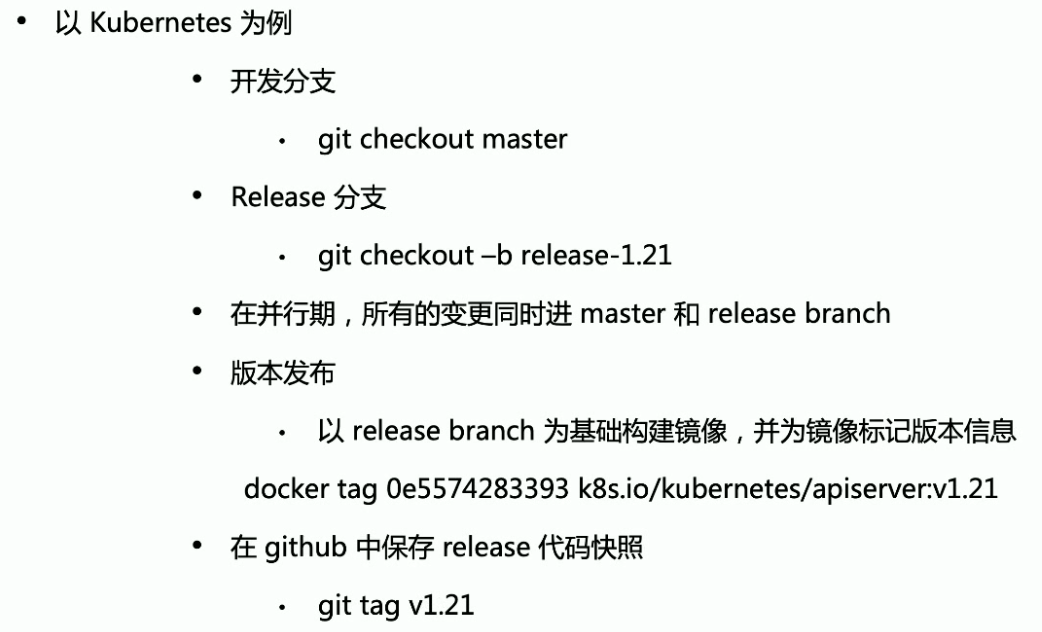 • 以 Kubernetes 为例
• 开发分支
• git checkout master
• Release 分支
• git checkout –b release-1.21
• 在并行期，所有的变更同时进 master 和 release branch
• 版本发布
• 以 release branch 为基础构建镜像，并为镜像标记版本信息
docker tag 0e5574283393 k8s.io/kubernetes/apiserver:v1.21
• 在 github 中保存 release 代码快照
• git tag v1.21